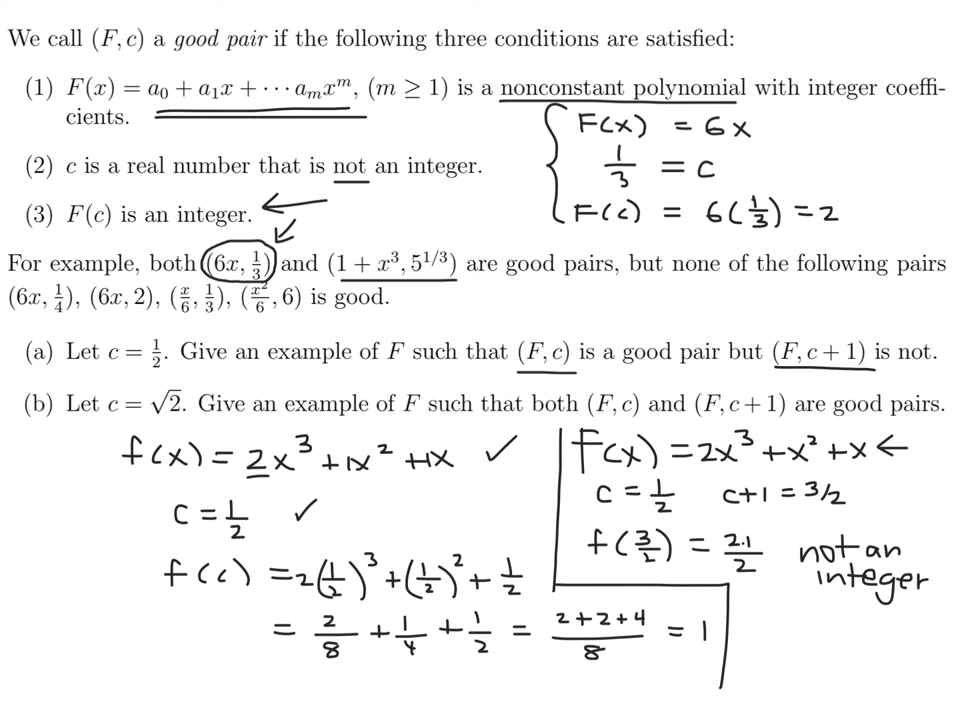 We call (F, c) a good pair if the following three conditions are satisfied:
(1) F(x) = a₀ + a₁x + ··· aₘxᵐ, (m ≥ 1) is a nonconstant polynomial with integer coeffi-
cients.
F(x) = 6x
(2) c is a real number that is not an integer.
1/3 = c
(3) F(c) is an integer.
F(c) = 6(1/3) = 2
For example, both (6x, 1/3) and (1 + x³, 5^{1/3}) are good pairs, but none of the following pairs
(6x, 1/4), (6x, 2), (x/6, 1/3), (x²/6, 6) is good.
(a) Let c = 1/2. Give an example of F such that (F, c) is a good pair but (F, c + 1) is not.
(b) Let c = √2. Give an example of F such that both (F, c) and (F, c + 1) are good pairs.
f(x) = 2x³ + 1x² + 1x ✓
c = 1/2 ✓
f(c) = 2(1/2)³ + (1/2)² + 1/2
= 2/8 + 1/4 + 1/2 = (2+2+4)/8 = 1
F(x) = 2x³ + x² + x ←
c = 1/2 c+1 = 3/2
f(3/2) = 21/2 not an
integer